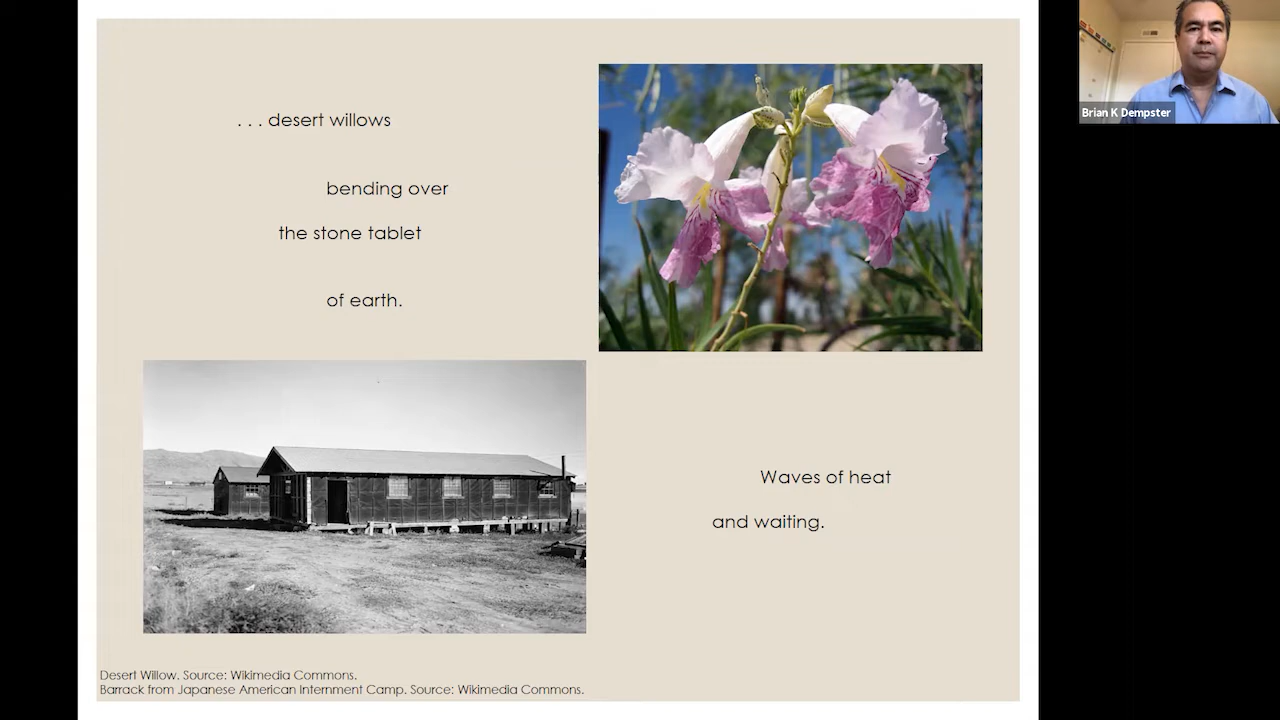 . . . desert willows
bending over
the stone tablet
of earth.
Waves of heat
and waiting.
Desert Willow. Source: Wikimedia Commons.
Barrack from Japanese American Internment Camp. Source: Wikimedia Commons.
Brian K Dempster